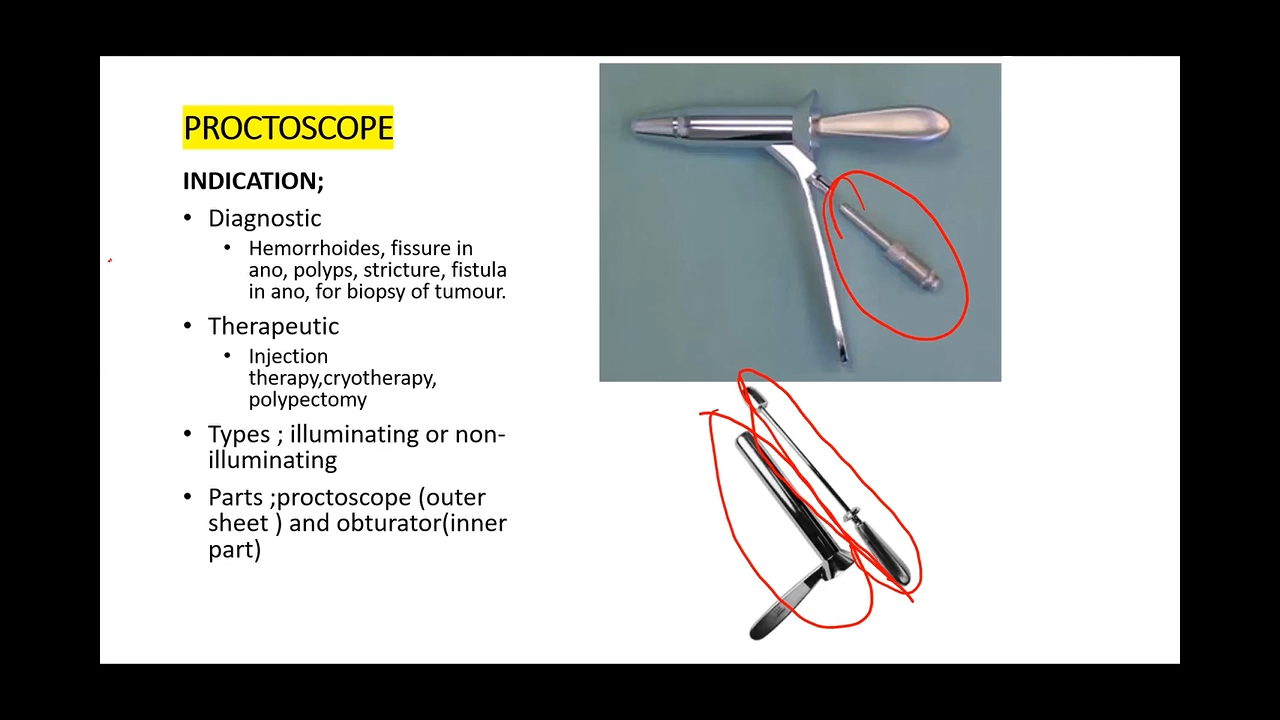 PROCTOSCOPE
INDICATION;
• Diagnostic
• Hemorrhoides, fissure in
ano, polyps, stricture, fistula
in ano, for biopsy of tumour.
• Therapeutic
• Injection
therapy,cryotherapy,
polypectomy
• Types ; illuminating or non-
illuminating
• Parts ;proctoscope (outer
sheet ) and obturator(inner
part)